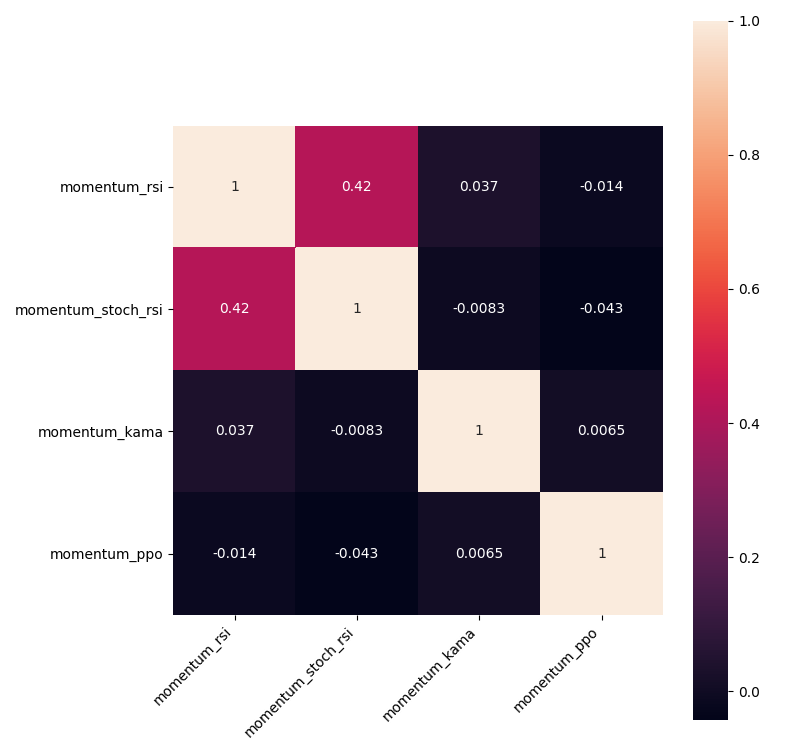 1.0
momentum_rsi 1 0.42 0.037 -0.014
0.8
momentum_stoch_rsi 0.42 1 -0.0083 -0.043
0.6
0.4
momentum_kama 0.037 -0.0083 1 0.0065
0.2
momentum_ppo -0.014 -0.043 0.0065 1
0.0
momentum_rsi
momentum_stoch_rsi
momentum_kama
momentum_ppo